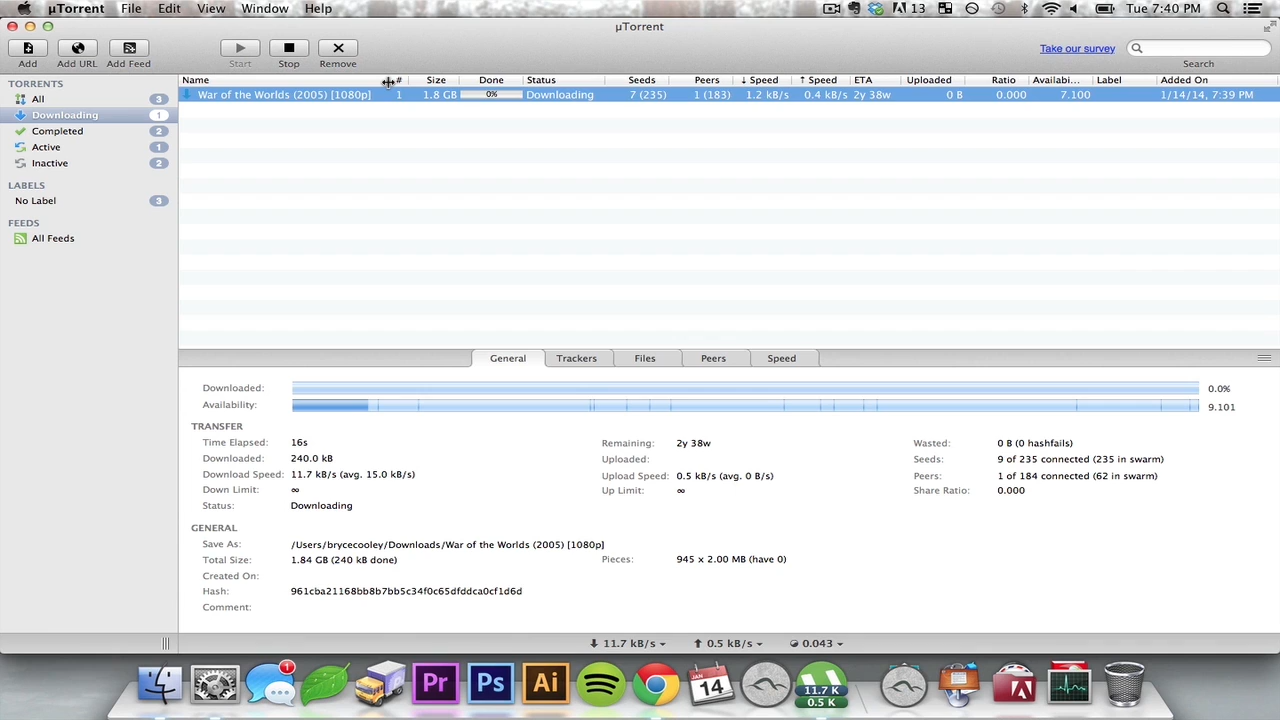 µTorrent File Edit View Window Help 13 Tue 7:40 PM
µTorrent
Add Add URL Add Feed Start Stop Remove Take our survey Search
TORRENTS
All 3
Downloading 1
Completed 2
Active 1
Inactive 2
LABELS
No Label 3
FEEDS
All Feeds
Name # Size Done Status Seeds Peers ↓ Speed ↑ Speed ETA Uploaded Ratio Availabi... Label Added On
War of the Worlds (2005) [1080p] 1 1.8 GB 0% Downloading 7 (235) 1 (183) 1.2 kB/s 0.4 kB/s 2y 38w 0 B 0.000 7.100 1/14/14, 7:39 PM
General Trackers Files Peers Speed
Downloaded: 0.0%
Availability: 9.101
TRANSFER
Time Elapsed: 16s Remaining: 2y 38w Wasted: 0 B (0 hashfails)
Downloaded: 240.0 kB Uploaded: Seeds: 9 of 235 connected (235 in swarm)
Download Speed: 11.7 kB/s (avg. 15.0 kB/s) Upload Speed: 0.5 kB/s (avg. 0 B/s) Peers: 1 of 184 connected (62 in swarm)
Down Limit: ∞ Up Limit: ∞ Share Ratio: 0.000
Status: Downloading
GENERAL
Save As: /Users/brycecooley/Downloads/War of the Worlds (2005) [1080p]
Total Size: 1.84 GB (240 kB done) Pieces: 945 x 2.00 MB (have 0)
Created On:
Hash: 961cba21168bb8b7bb5c34f0c65dfddca0cf1d6d
Comment:
11.7 kB/s 0.5 kB/s 0.043
1 Pr Ps Ai JAN 14 11.7 K
0.5 K